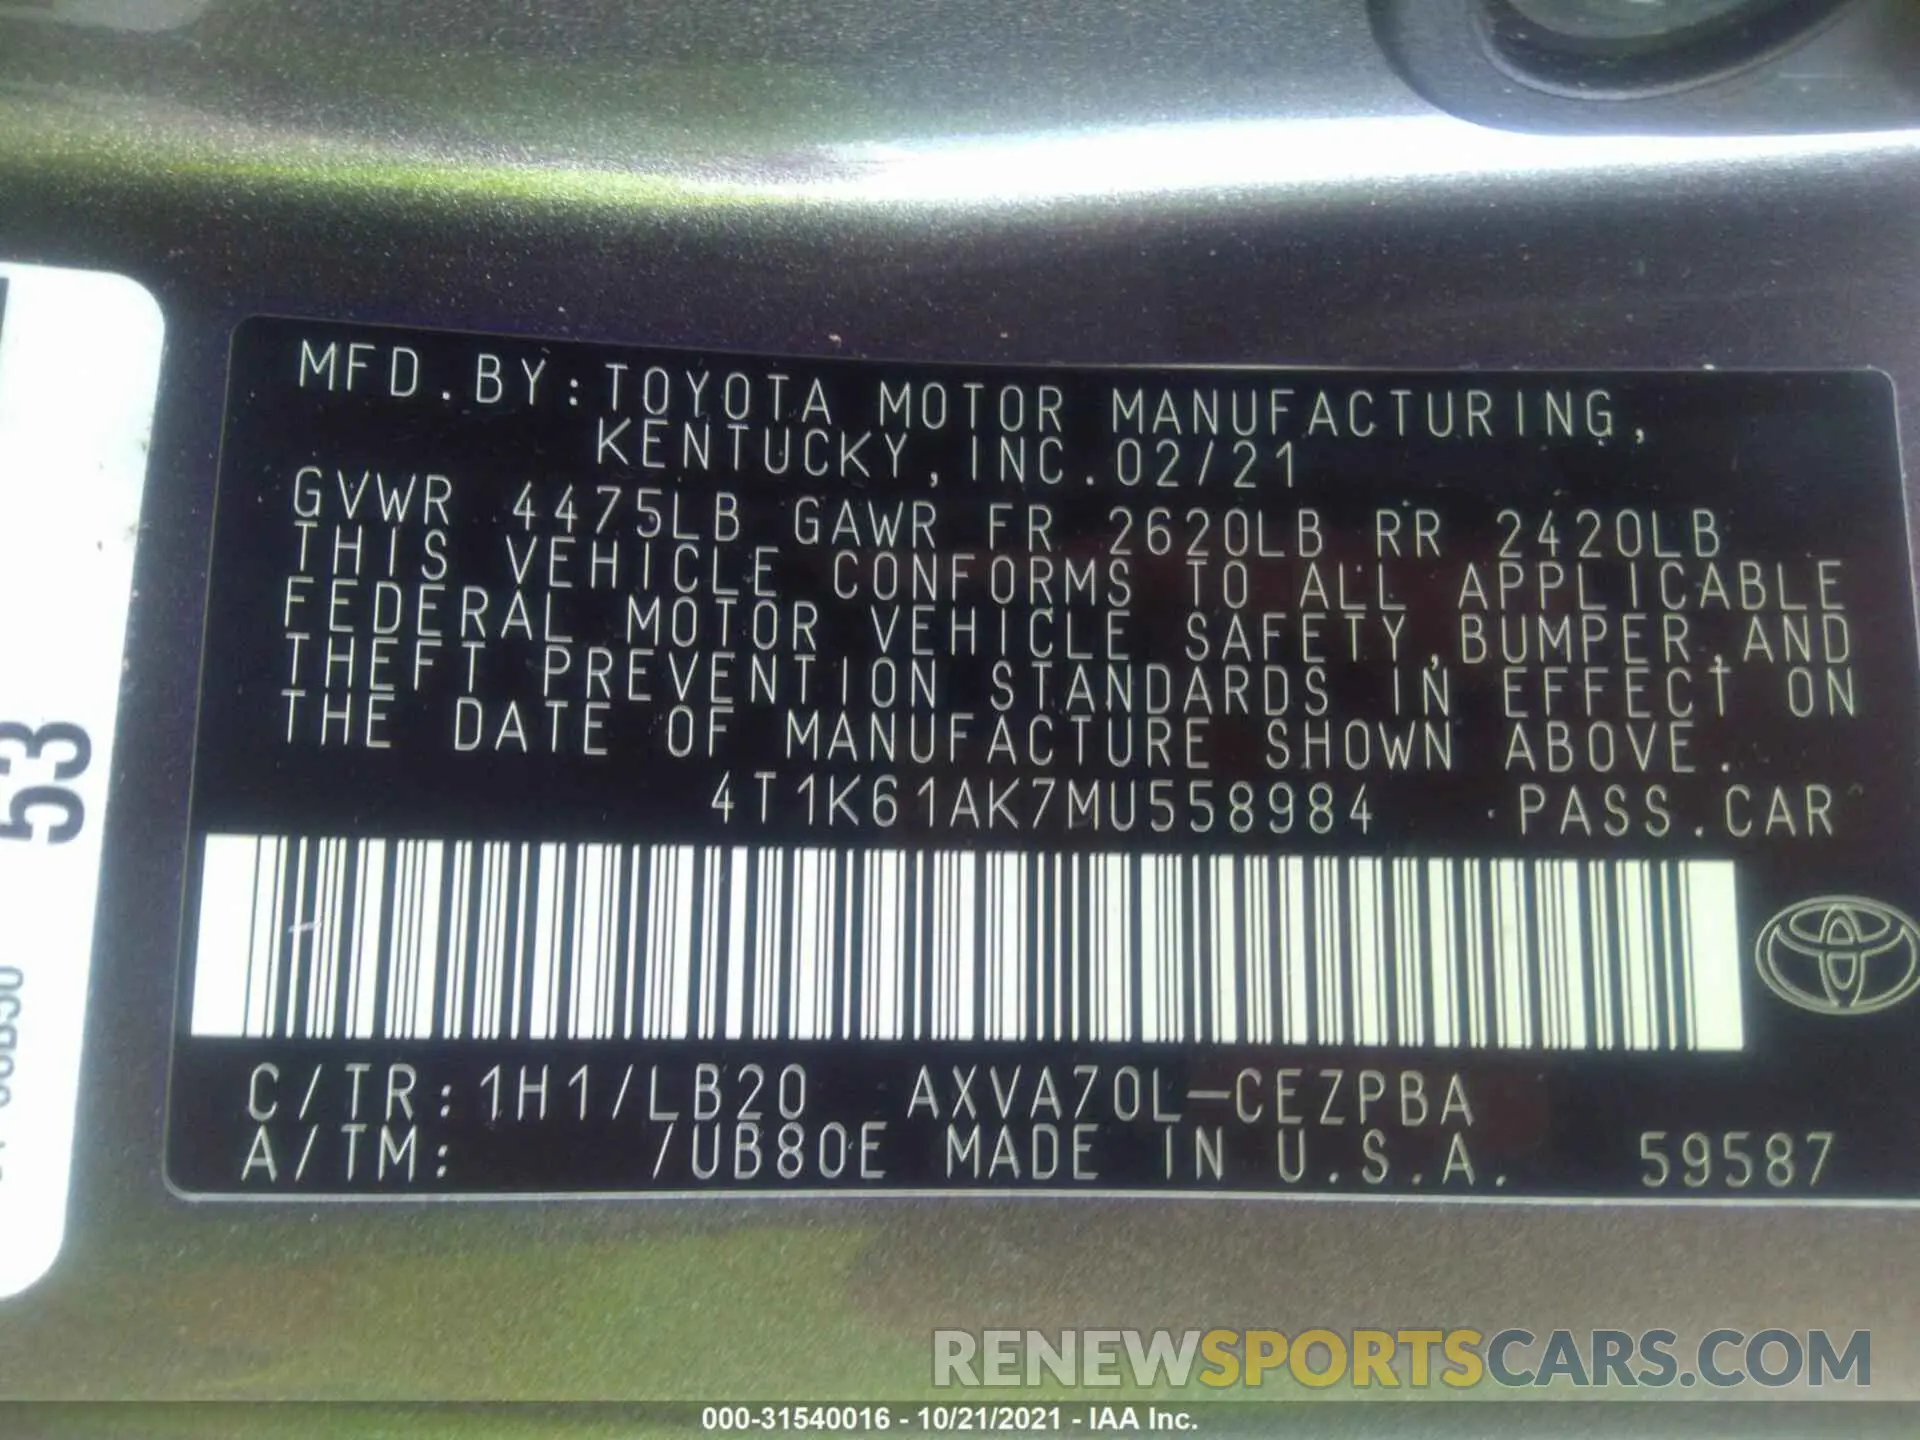 MFD.BY:TOYOTA MOTOR MANUFACTURING,
KENTUCKY,INC.02/21
GVWR 4475LB GAWR FR 2620LB RR 2420LB
THIS VEHICLE CONFORMS TO ALL APPLICABLE
FEDERAL MOTOR VEHICLE SAFETY,BUMPER,AND
THEFT PREVENTION STANDARDS IN EFFECT ON
THE DATE OF MANUFACTURE SHOWN ABOVE.
4T1K61AK7MU558984 PASS.CAR
C/TR:1H1/LB20 AXVA70L-CEZPBA
A/TM: /UB80E MADE IN U.S.A. 59587
53
RENEWSPORTSCARS.COM
000-31540016 - 10/21/2021 - IAA Inc.